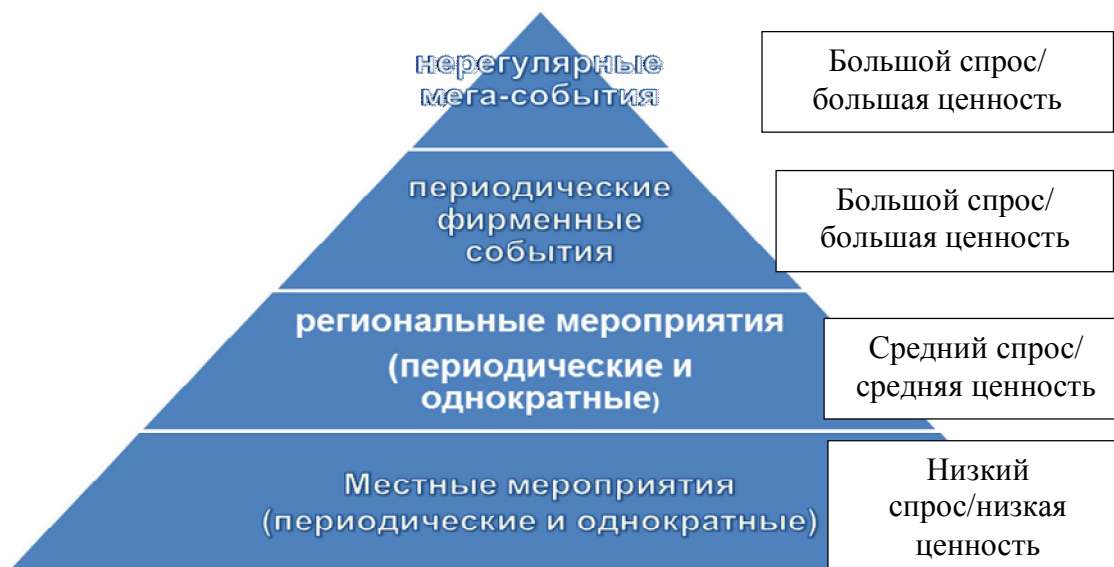 нерегулярные
мега-события
Большой спрос/
большая ценность
периодические
фирменные
события
Большой спрос/
большая ценность
региональные мероприятия
(периодические и
однократные)
Средний спрос/
средняя ценность
Местные мероприятия
(периодические и однократные)
Низкий
спрос/низкая
ценность